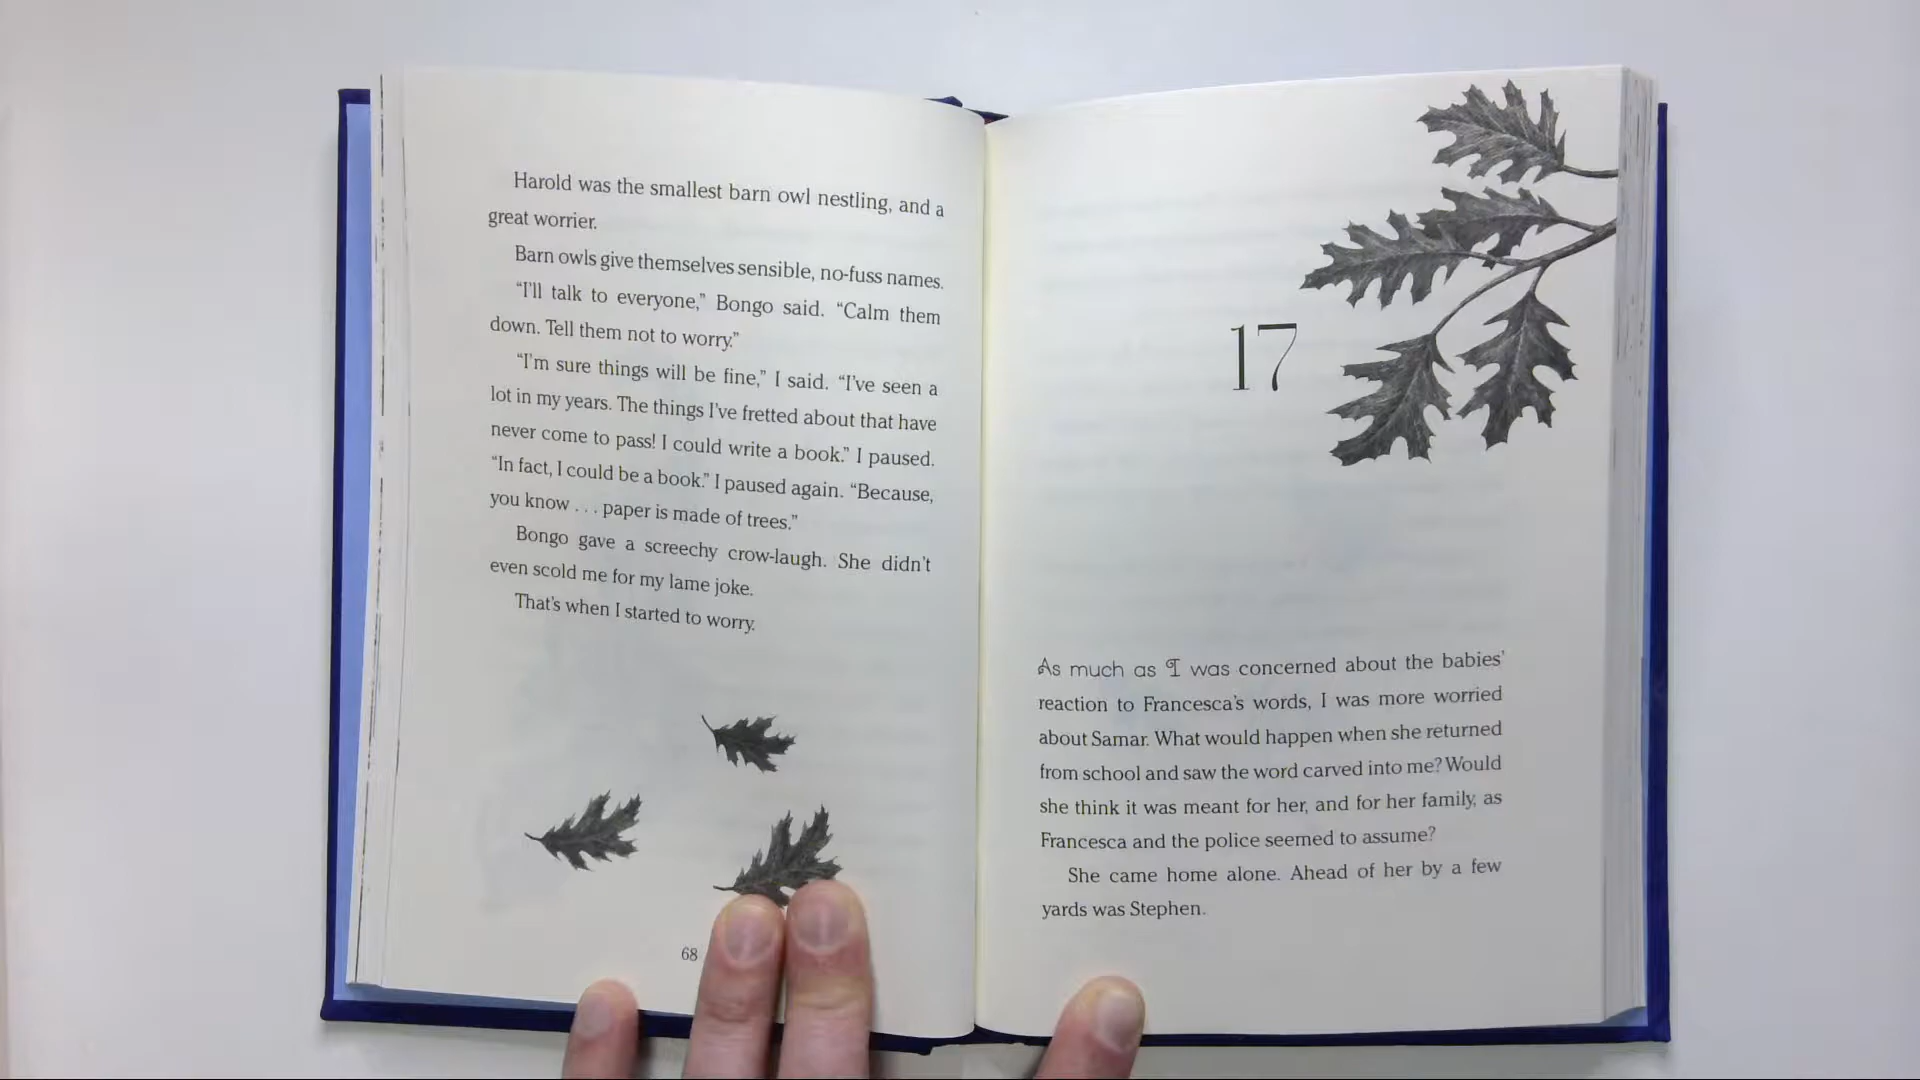 Harold was the smallest barn owl nestling, and a
great worrier.
Barn owls give themselves sensible, no-fuss names.
“I’ll talk to everyone,” Bongo said. “Calm them
down. Tell them not to worry.”
“I’m sure things will be fine,” I said. “I’ve seen a
lot in my years. The things I’ve fretted about that have
never come to pass! I could write a book.” I paused.
“In fact, I could be a book.” I paused again. “Because,
you know . . . paper is made of trees.”
Bongo gave a screechy crow-laugh. She didn’t
even scold me for my lame joke.
That’s when I started to worry.
68
17
As much as I was concerned about the babies’
reaction to Francesca’s words, I was more worried
about Samar. What would happen when she returned
from school and saw the word carved into me? Would
she think it was meant for her, and for her family, as
Francesca and the police seemed to assume?
She came home alone. Ahead of her by a few
yards was Stephen.